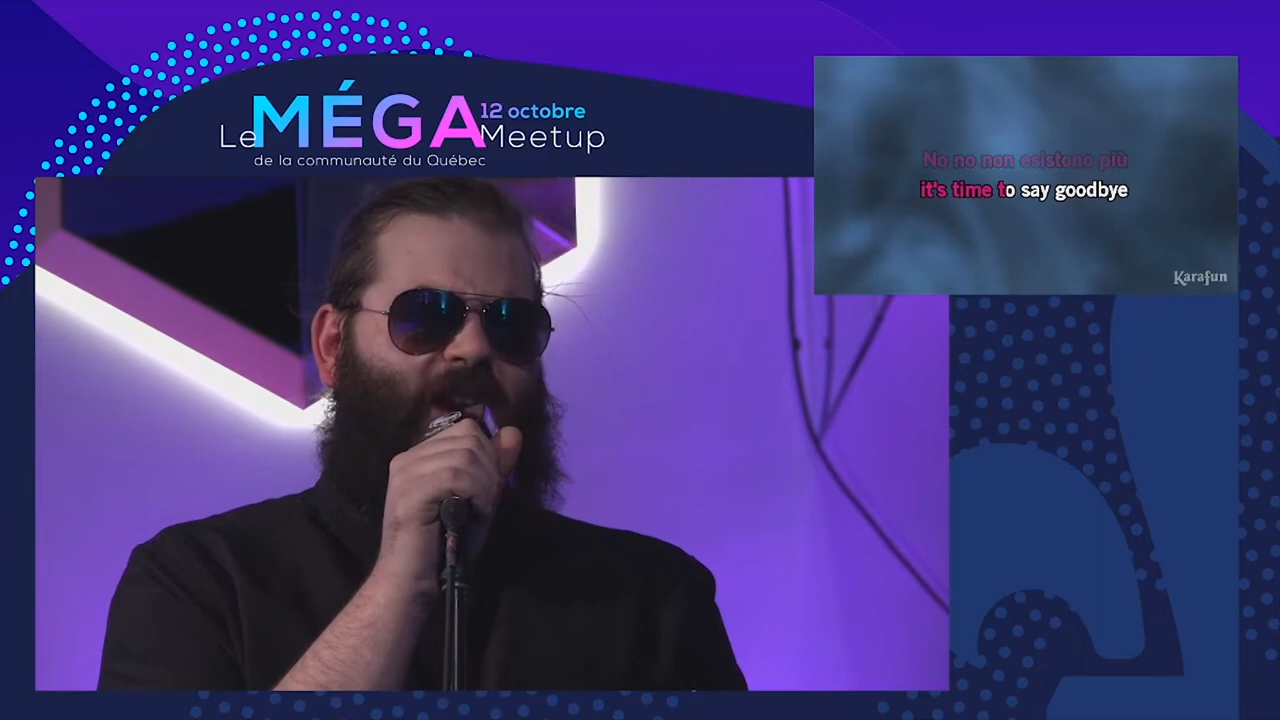 Le MÉGA Meetup
12 octobre
de la communauté du Québec
No no non esistono più
it's time to say goodbye
Karafun